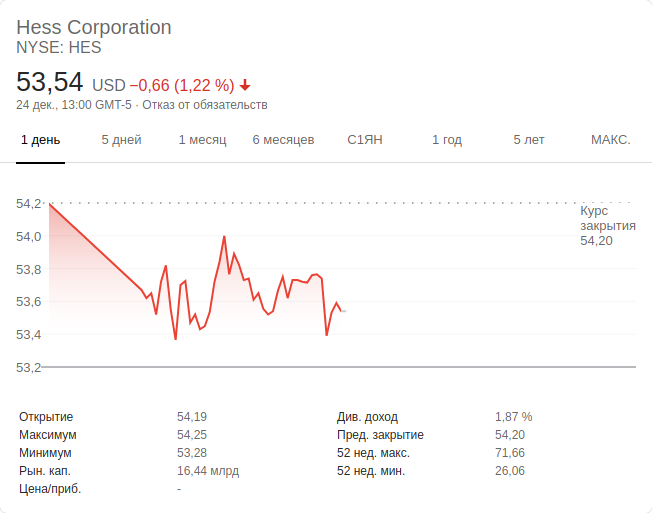 Hess Corporation
NYSE: HES
53,54 USD −0,66 (1,22 %)
24 дек., 13:00 GMT-5 · Отказ от обязательств
1 день 5 дней 1 месяц 6 месяцев С1ЯН 1 год 5 лет МАКС.
54,2
54,0
53,8
53,6
53,4
53,2
Курс
закрытия
54,20
Открытие 54,19 Див. доход 1,87 %
Максимум 54,25 Пред. закрытие 54,20
Минимум 53,28 52 нед. макс. 71,66
Рын. кап. 16,44 млрд 52 нед. мин. 26,06
Цена/приб. -